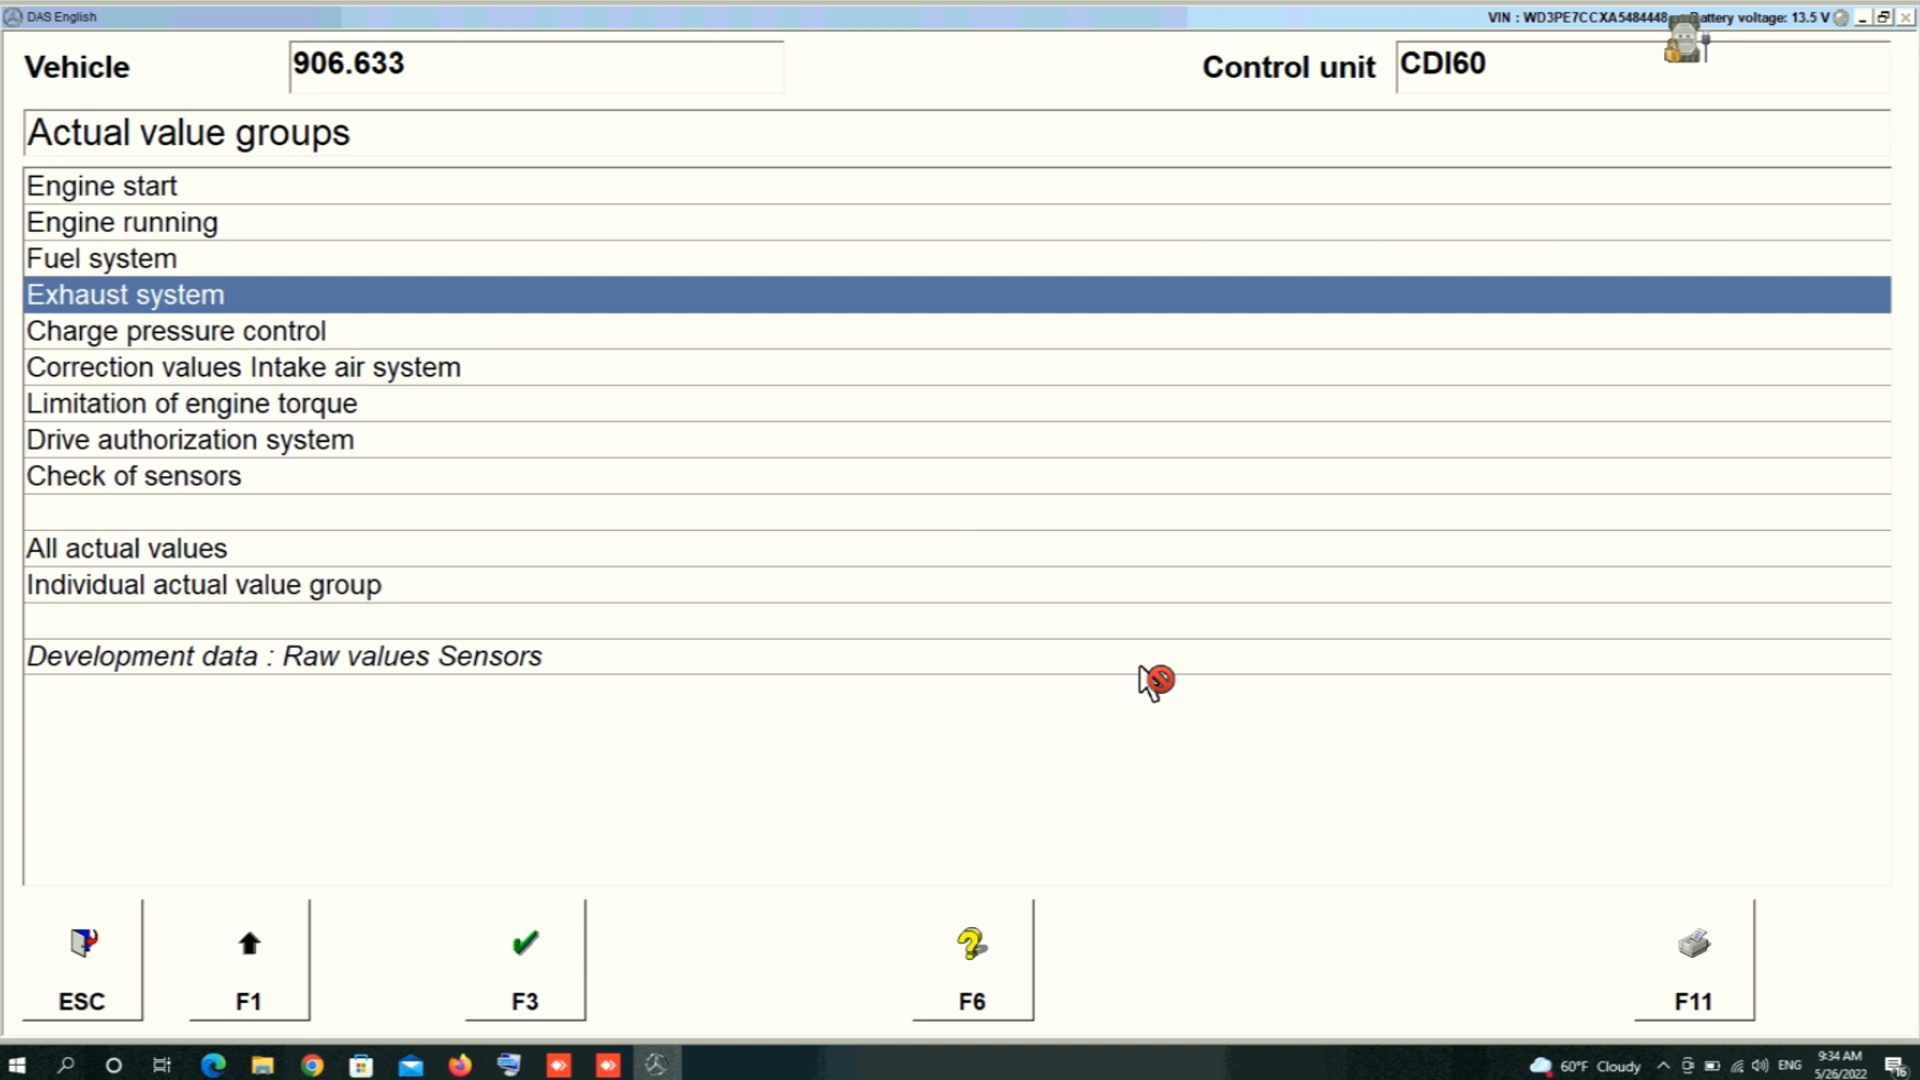 DAS English
VIN : WD3PE7CCXA5484448 attery voltage: 13.5 V
Vehicle 906.633 Control unit CDI60
Actual value groups
Engine start
Engine running
Fuel system
Exhaust system
Charge pressure control
Correction values Intake air system
Limitation of engine torque
Drive authorization system
Check of sensors
All actual values
Individual actual value group
Development data : Raw values Sensors
ESC F1 F3 F6 F11
60°F Cloudy ENG 9:34 AM
5/26/2022 16